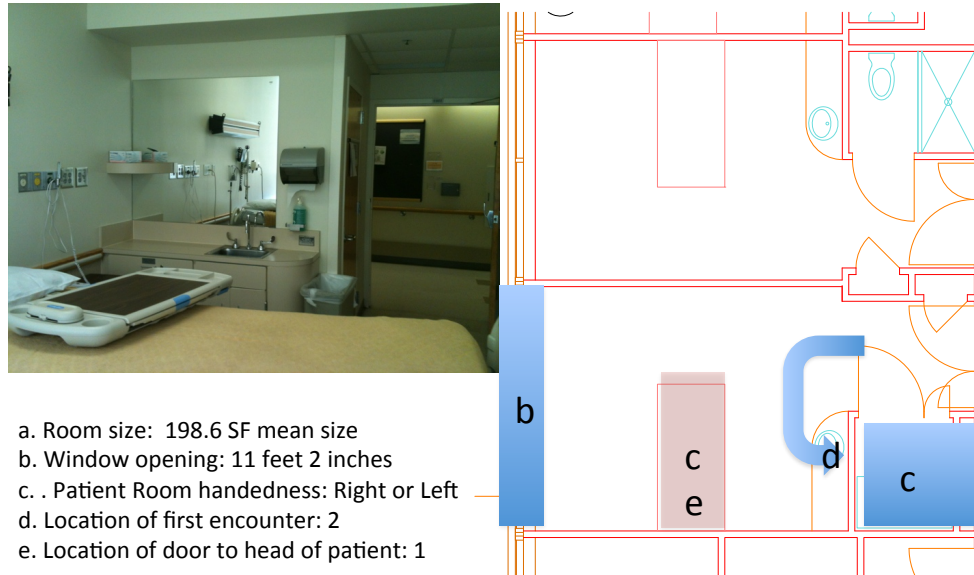 a. Room size:  198.6 SF mean size
b. Window opening: 11 feet 2 inches
c. . Patient Room handedness: Right or Left
d. Location of first encounter: 2
e. Location of door to head of patient: 1
b
c
e
d
c